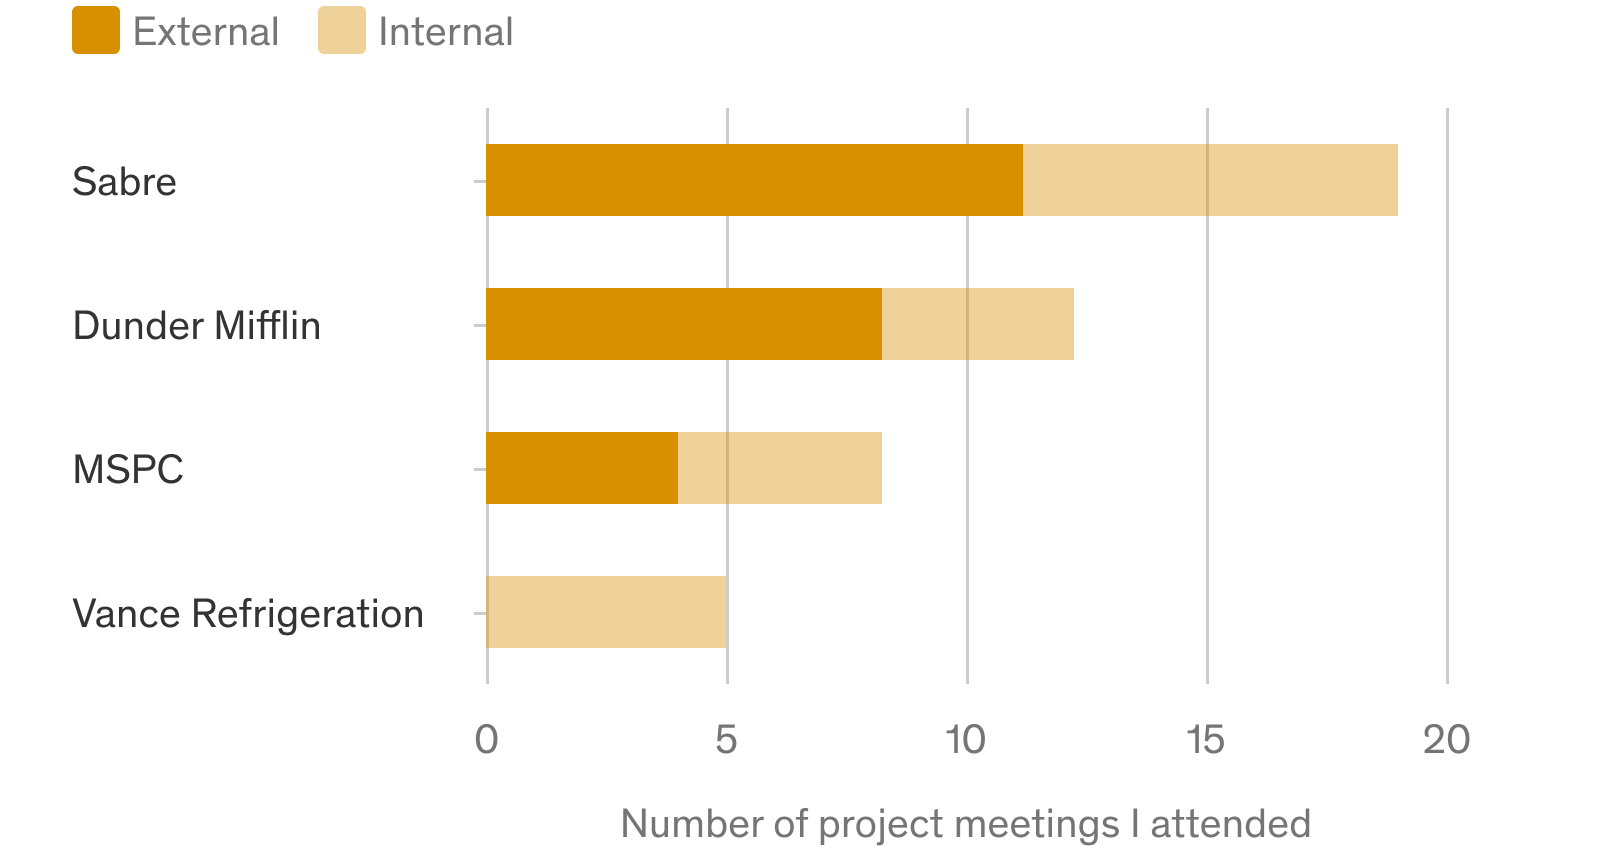 External Internal
Sabre
Dunder Mifflin
MSPC
Vance Refrigeration
0 5 10 15 20
Number of project meetings I attended